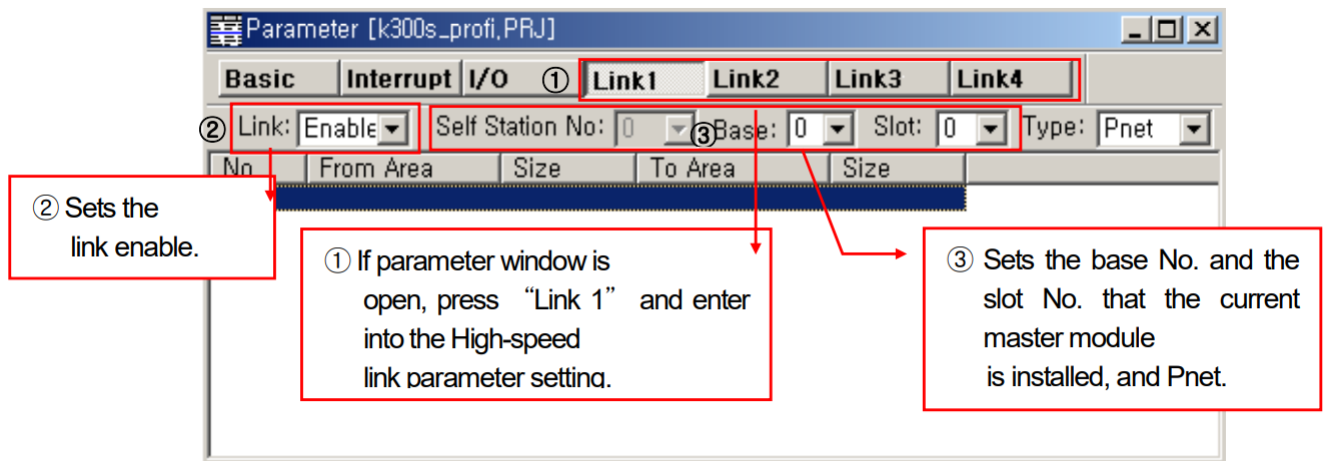 Parameter [k300s_profi,PRJ]
Basic Interrupt I/O ① Link1 Link2 Link3 Link4
② Link: Enable Self Station No: 0 ③ Base: 0 Slot: 0 Type: Pnet
No From Area Size To Area Size
② Sets the
link enable.
① If parameter window is
open, press “Link 1” and enter
into the High-speed
link parameter setting.
③ Sets the base No. and the
slot No. that the current
master module
is installed, and Pnet.